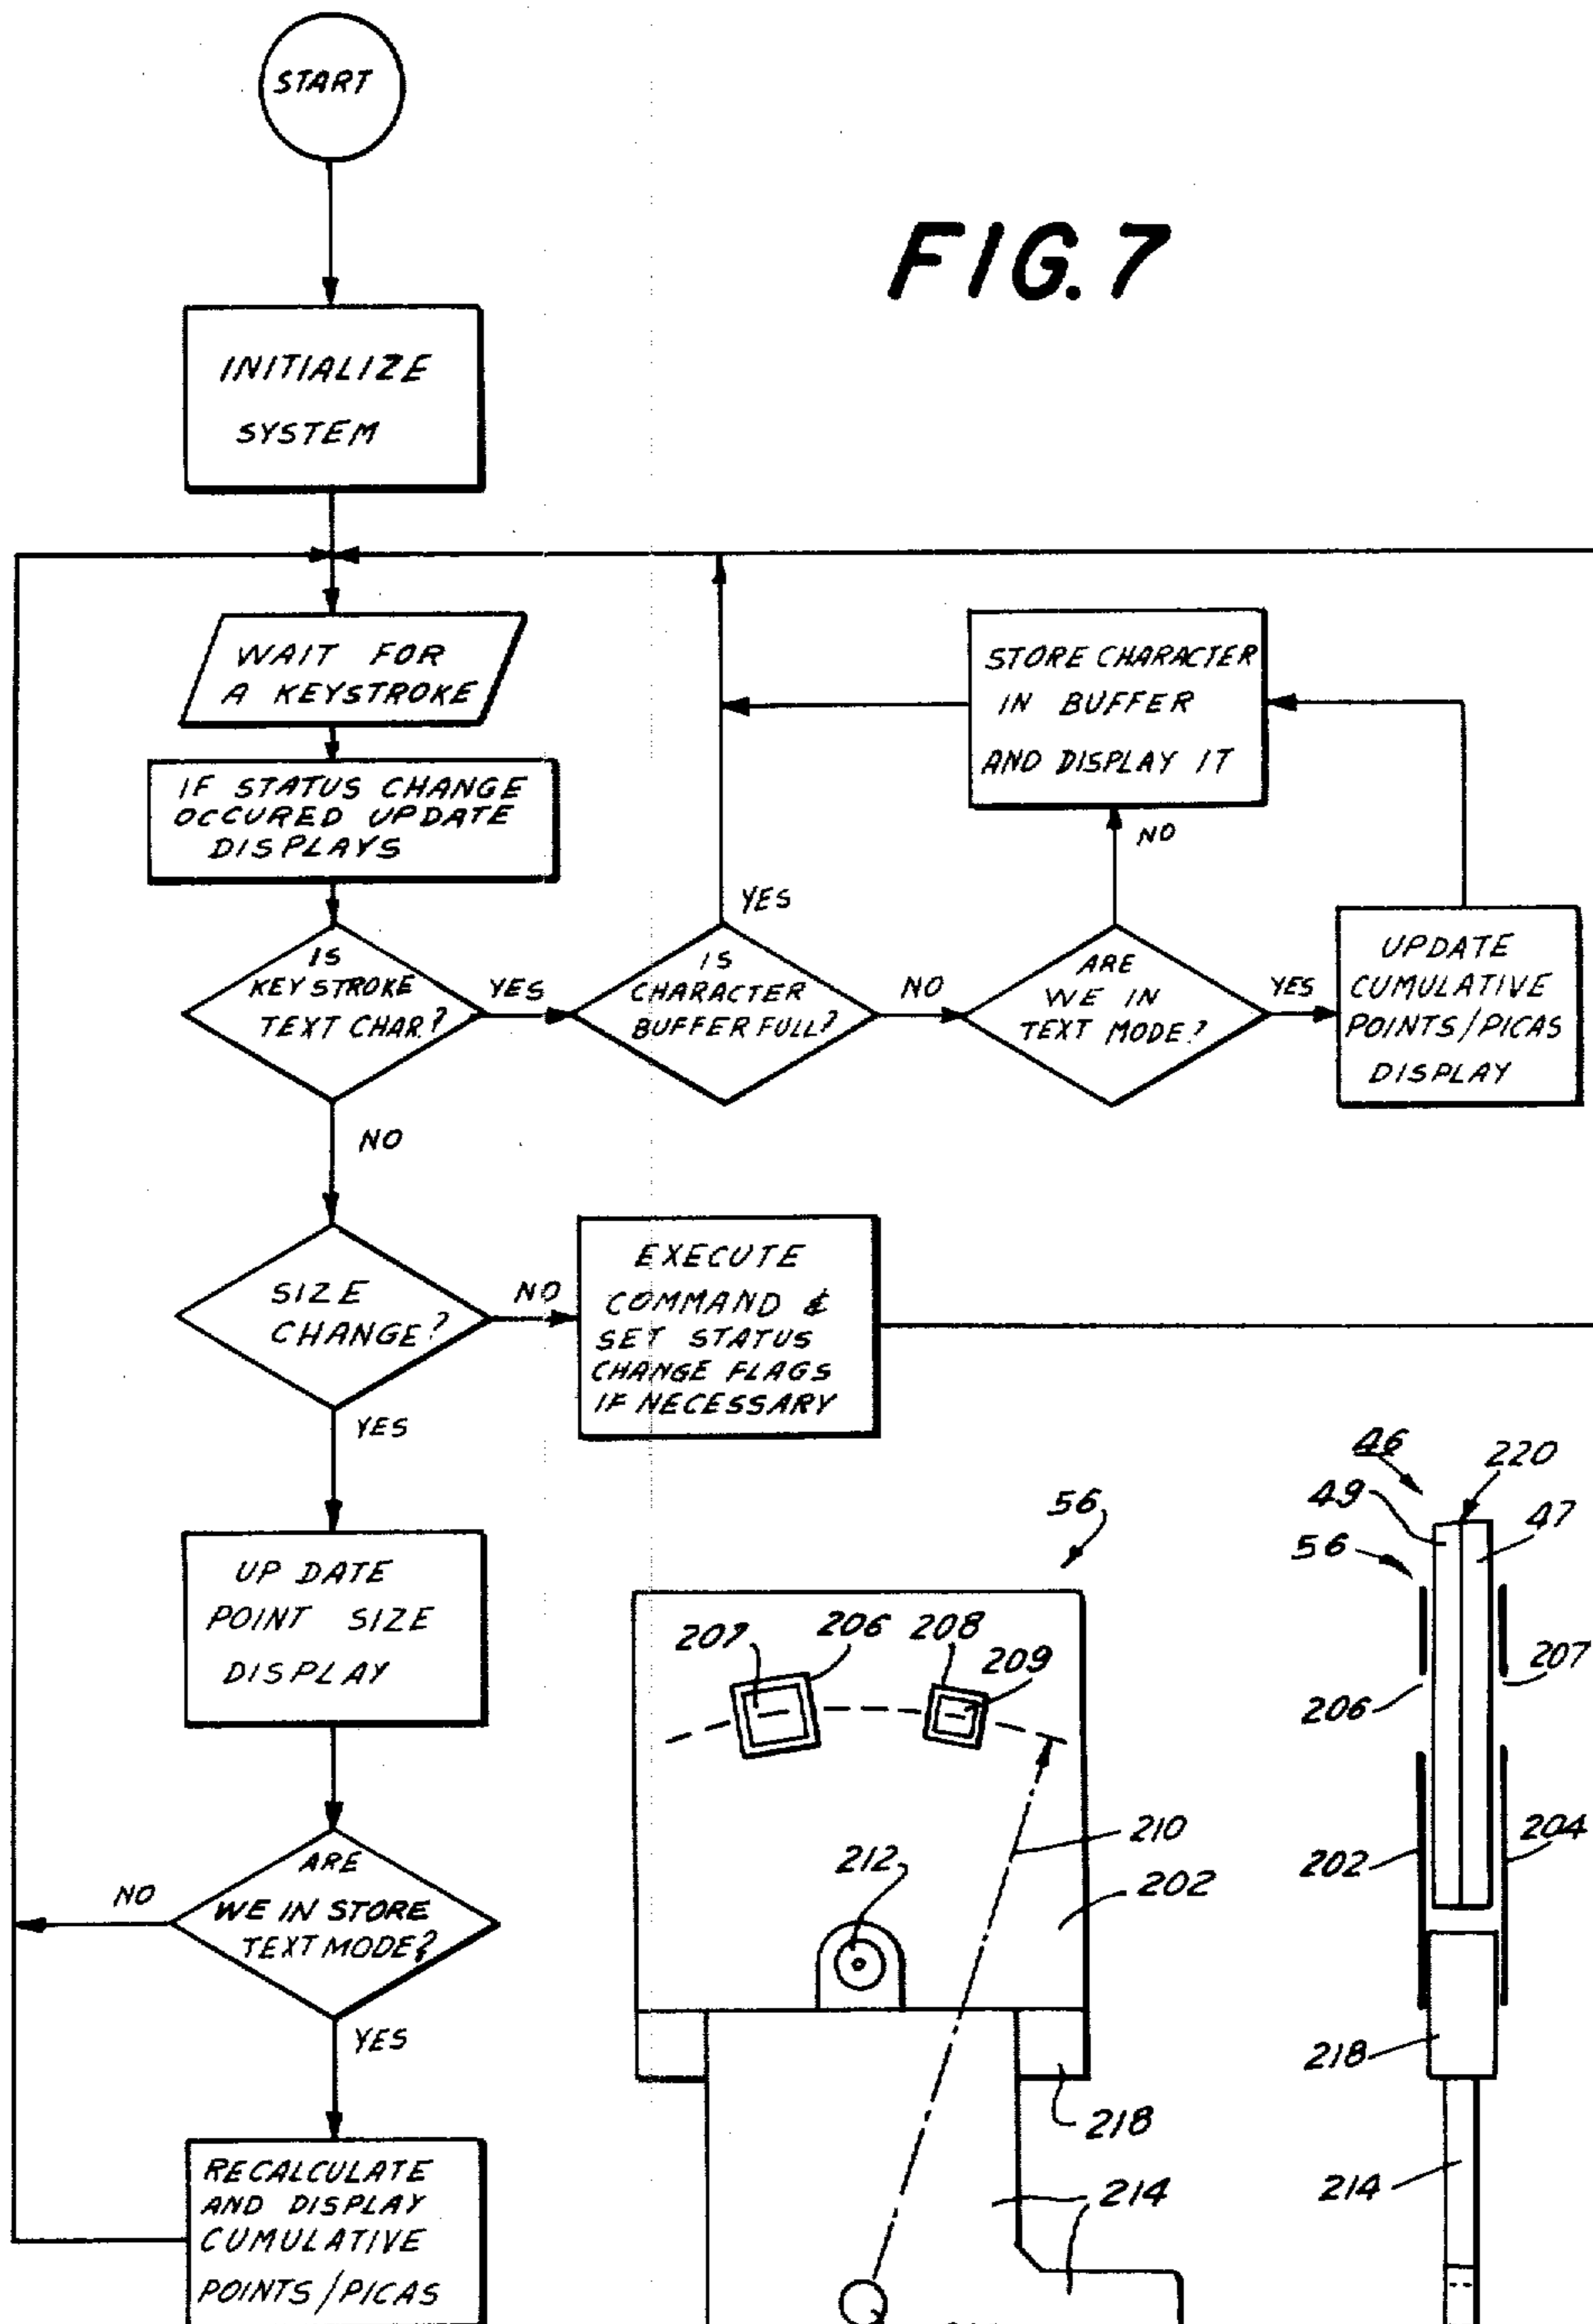 START
FIG. 7
INITIALIZE
SYSTEM
WAIT FOR
A KEYSTROKE
STORE CHARACTER
IN BUFFER
AND DISPLAY IT
IF STATUS CHANGE
OCCURED UPDATE
DISPLAYS
NO
YES
IS
KEYSTROKE
TEXT CHAR.?
YES
IS
CHARACTER
BUFFER FULL?
NO
ARE
WE IN
TEXT MODE?
YES
UPDATE
CUMULATIVE
POINTS/PICAS
DISPLAY
NO
SIZE
CHANGE?
NO
EXECUTE
COMMAND &
SET STATUS
CHANGE FLAGS
IF NECESSARY
YES
UP DATE
POINT SIZE
DISPLAY
ARE
WE IN STORE
TEXT MODE?
NO
YES
RECALCULATE
AND DISPLAY
CUMULATIVE
POINTS/PICAS
56
207
206
208
209
210
212
202
218
214
46
220
49
47
56
207
206
204
202
218
214